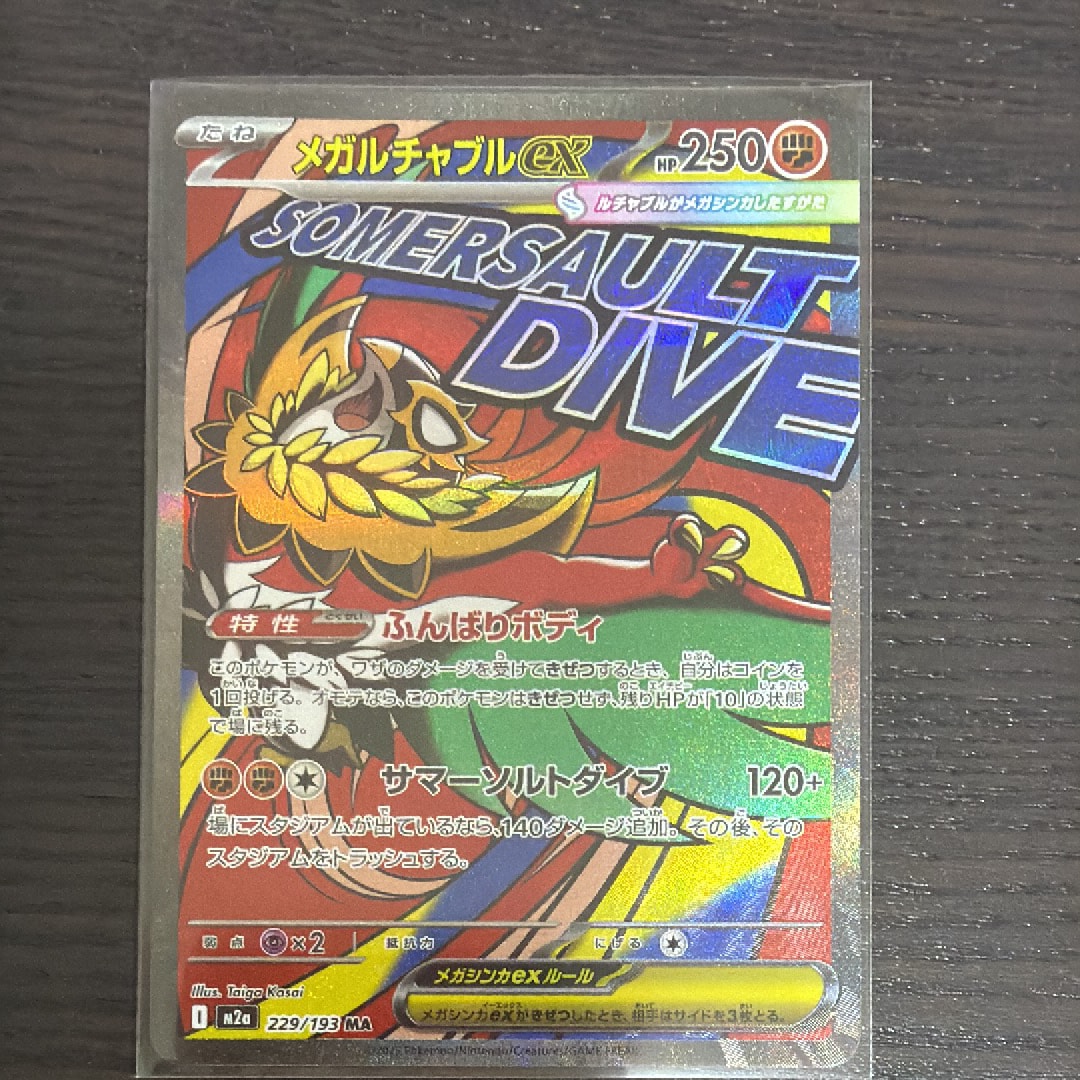 たね
メガルチャブルex
HP250
ルチャブルがメガシンカしたすがた
SOMERSAULT
DIVE
特性
ふんばりボディ
このポケモンが、ワザのダメージを受けてきぜつするとき、自分はコインを
1回投げる。オモテなら、このポケモンはきぜつせず、残りHPが「10」の状態
で場に残る。
サマーソルトダイブ 120+
場にスタジアムが出ているなら、140ダメージ追加。その後、その
スタジアムをトラッシュする。
弱点 ×2 抵抗力 にげる
メガシンカexルール
メガシンカexがきぜつしたとき、相手はサイドを3枚とる。
Illus. Taiga Kasai
I M2a 229/193 MA
©2025 Pokémon/Nintendo/Creatures/GAME FREAK